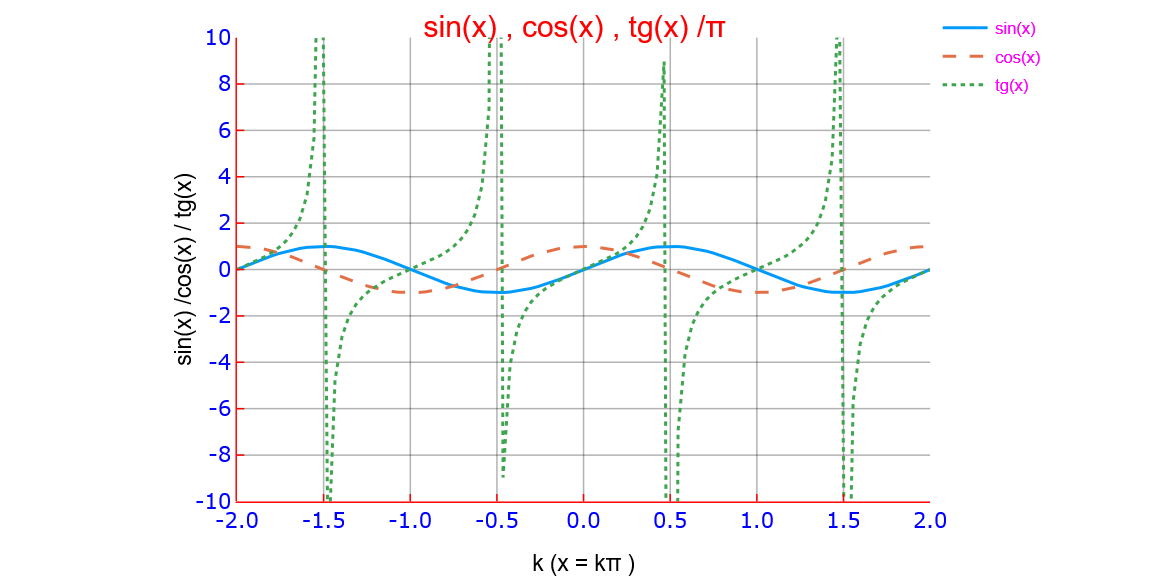 sin(x) , cos(x) , tg(x) /π
sin(x)
cos(x)
tg(x)
sin(x) /cos(x) / tg(x)
10
8
6
4
2
0
-2
-4
-6
-8
-10
-2.0 -1.5 -1.0 -0.5 0.0 0.5 1.0 1.5 2.0
k (x = kπ )